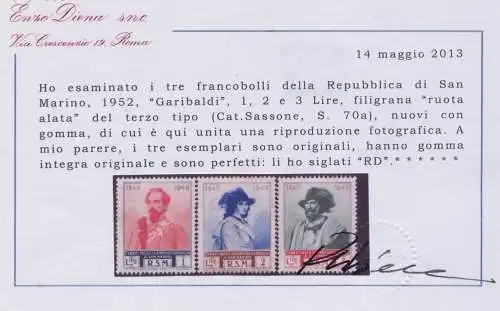 Enzo Diena s.n.c.
Via Crescenzio 19, Roma
14 maggio 2013
Ho esaminato i tre francobolli della Repubblica di San
Marino, 1952, "Garibaldi", 1, 2 e 3 Lire, filigrana "ruota
alata" del terzo tipo (Cat.Sassone, S. 70a), nuovi con
gomma, di cui è qui unita una riproduzione fotografica. A
mio parere, i tre esemplari sono originali, hanno gomma
integra originale e sono perfetti: li ho siglati "RD".*******
1849 1949 1849 1949 1849 1949
R.S.M. 1 R.S.M. 2